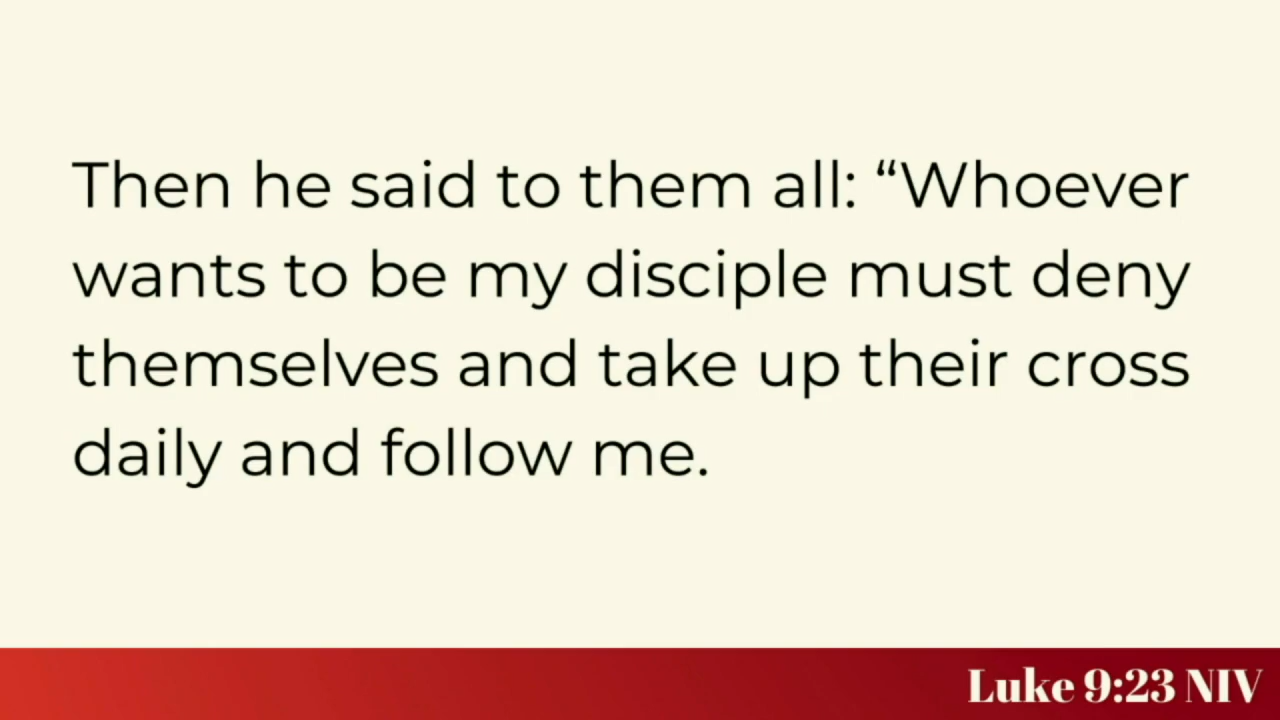 Then he said to them all: “Whoever
wants to be my disciple must deny
themselves and take up their cross
daily and follow me.
Luke 9:23 NIV